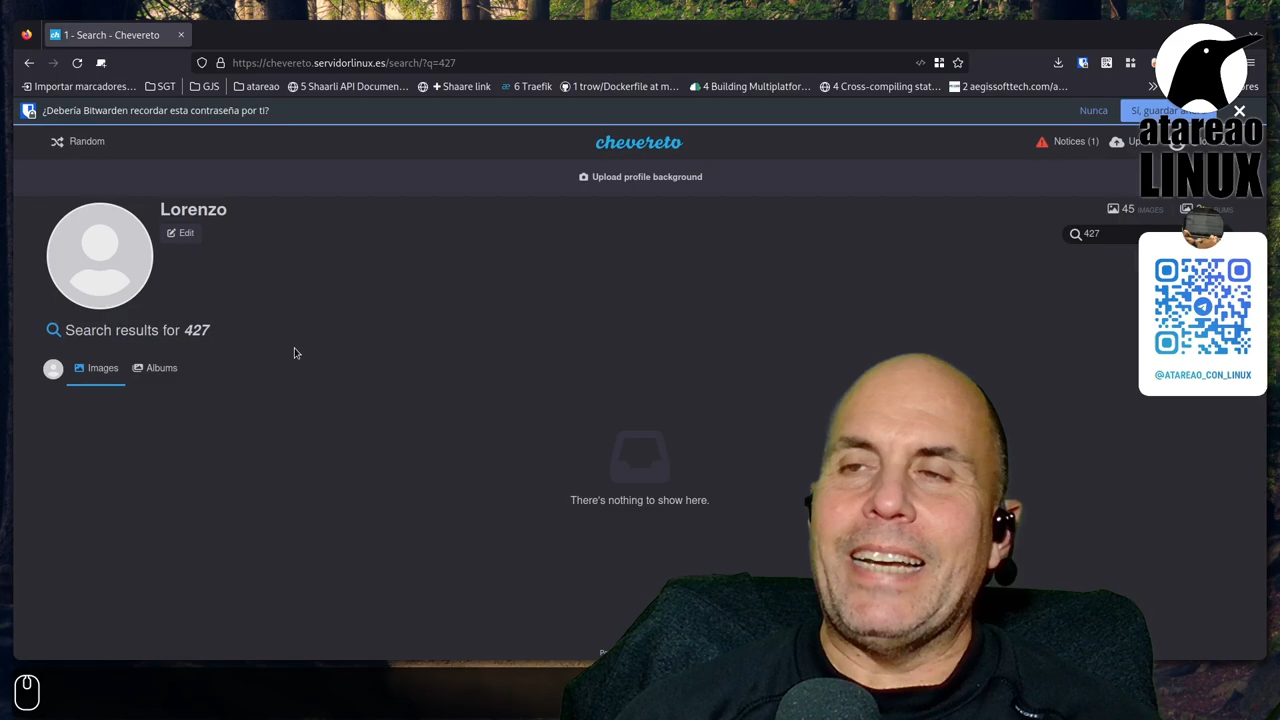 1 - Search - Chevereto
https://chevereto.servidorlinux.es/search/?q=427
Importar marcadores... SGT GJS atareao 5 Shaarli API Documen... +Shaare link 6 Traefik 1 trow/Dockerfile at m... 4 Building Multiplatfor... 4 Cross-compiling stat... 2 aegissofttech.com/a...
¿Debería Bitwarden recordar esta contraseña por ti? Nunca Sí, guardar
Random chevereto Notices (1)
atareao
LINUX
Upload profile background
Lorenzo
45 IMAGES
Edit
427
Search results for 427
Images Albums
@ATAREAO_CON_LINUX
There's nothing to show here.